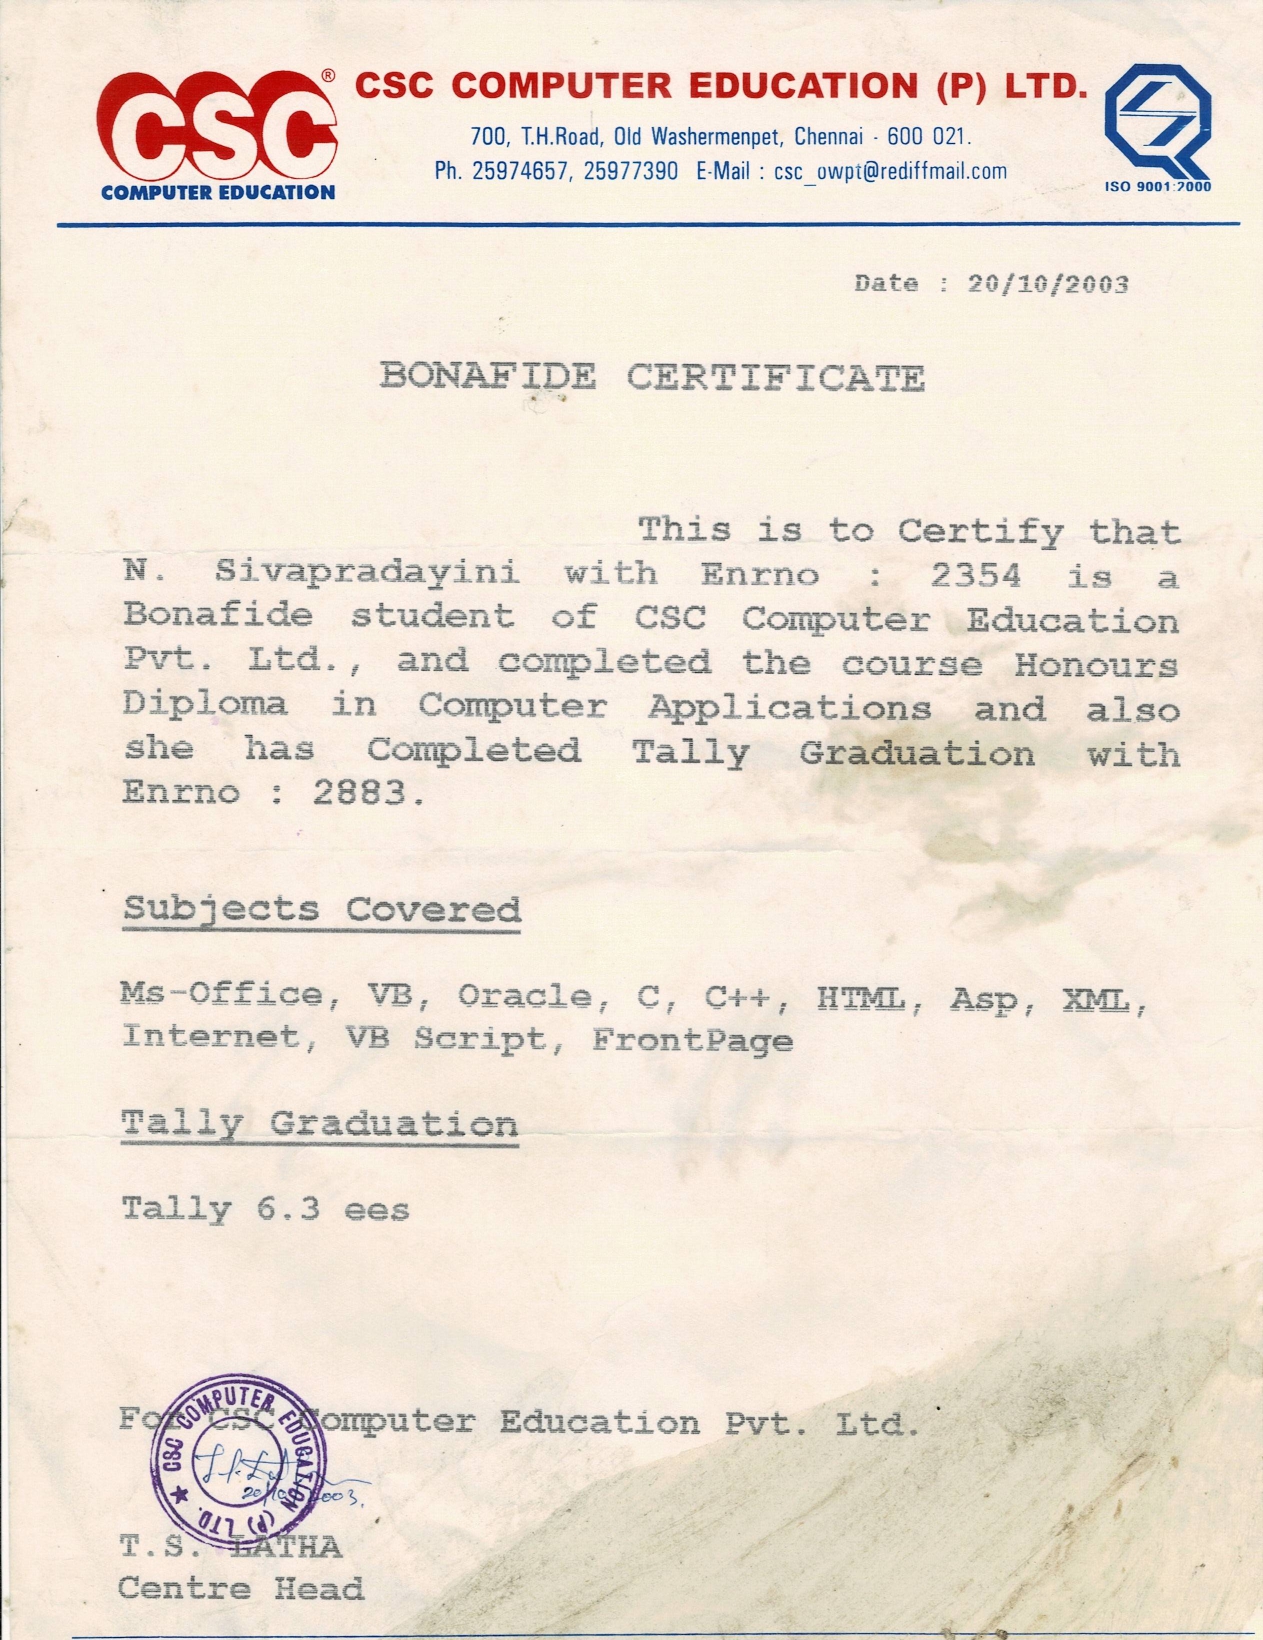 CSC® CSC COMPUTER EDUCATION (P) LTD.
COMPUTER EDUCATION
700, T.H.Road, Old Washermenpet, Chennai - 600 021.
Ph. 25974657, 25977390 E-Mail : csc_owpt@rediffmail.com
ISO 9001:2000
Date : 20/10/2003
BONAFIDE CERTIFICATE
This is to Certify that
N. Sivapradayini with Enrno : 2354 is a
Bonafide student of CSC Computer Education
Pvt. Ltd., and completed the course Honours
Diploma in Computer Applications and also
she has Completed Tally Graduation with
Enrno : 2883.
Subjects Covered
Ms-Office, VB, Oracle, C, C++, HTML, Asp, XML,
Internet, VB Script, FrontPage
Tally Graduation
Tally 6.3 ees
For CSC Computer Education Pvt. Ltd.
★ CSC COMPUTER EDUCATION (P) LTD.
20/10/2003.
T.S. LATHA
Centre Head